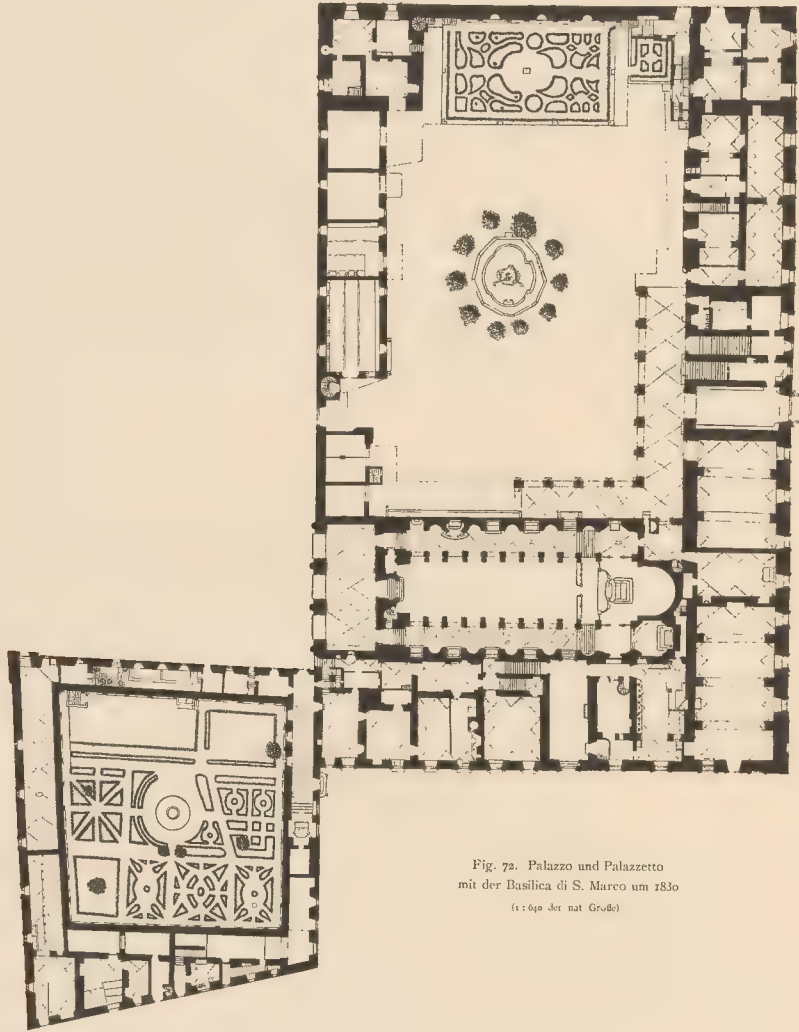 Fig. 72. Palazzo und Palazzetto
mit der Basilica di S. Marco um 1830
(1 : 640 der nat Größe)